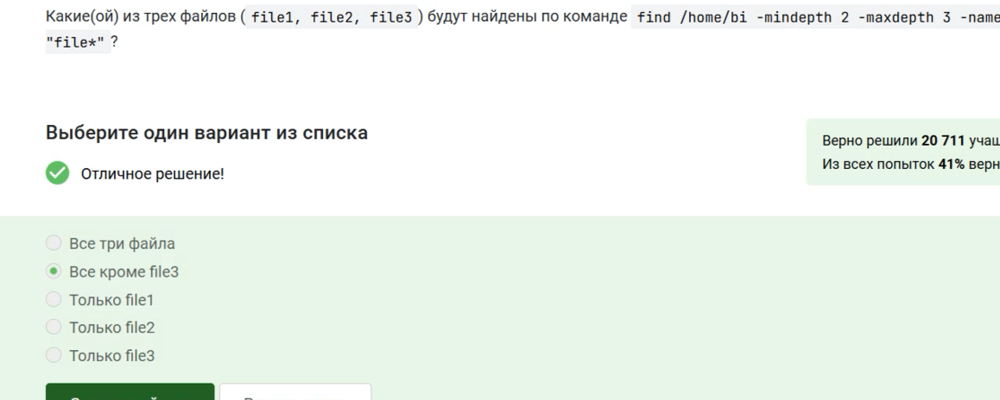 Какие(ой) из трех файлов ( file1, file2, file3 ) будут найдены по команде find /home/bi -mindepth 2 -maxdepth 3 -name
"file*" ?
Выберите один вариант из списка
Отличное решение!
Верно решили 20 711 учащ
Из всех попыток 41% верн
Все три файла
Все кроме file3
Только file1
Только file2
Только file3